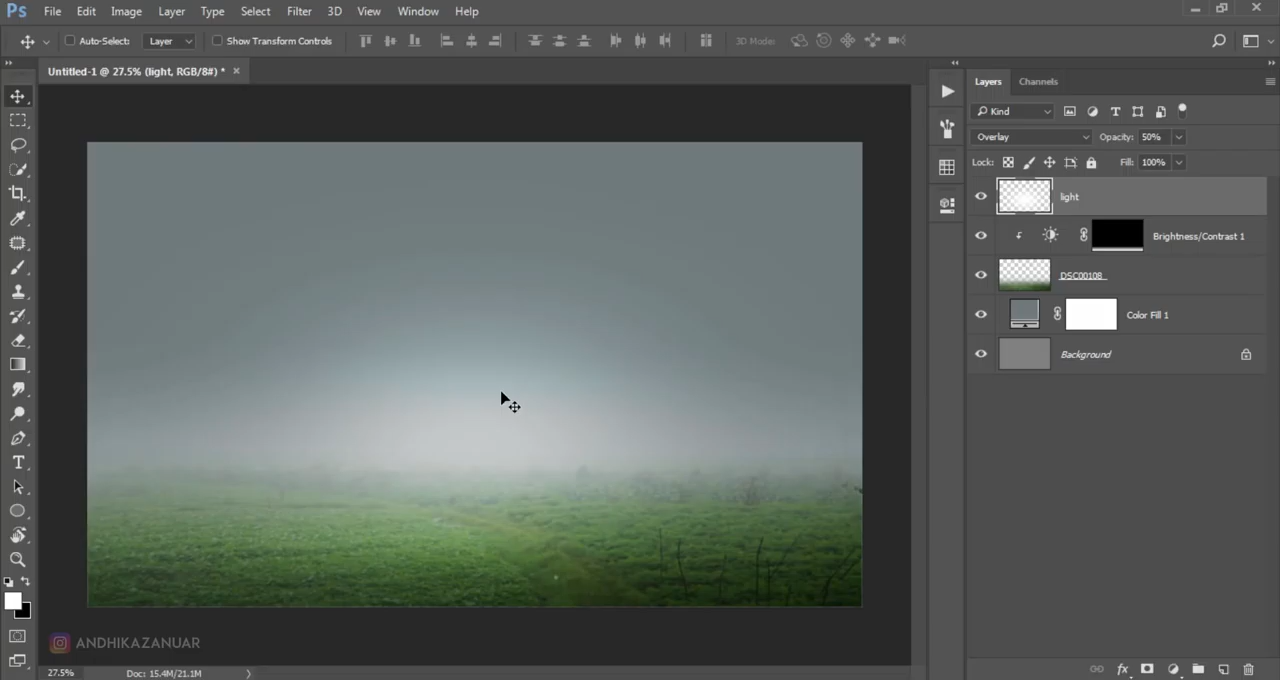 Ps File Edit Image Layer Type Select Filter 3D View Window Help
Auto-Select: Layer Show Transform Controls 3D Mode:
Untitled-1 @ 27.5% (light, RGB/8#) *
Layers Channels
Kind
Overlay Opacity: 50%
Lock: Fill: 100%
light
Brightness/Contrast 1
DSC00108
Color Fill 1
Background
ANDHIKAZANUAR
27.5% Doc: 15.4M/21.1M